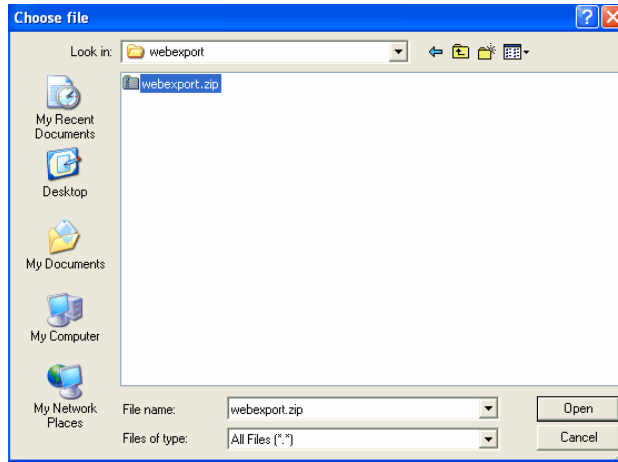 Choose file
Look in: webexport
webexport.zip
My Recent
Documents
Desktop
My Documents
My Computer
My Network
Places
File name: webexport.zip Open
Files of type: All Files (*.*) Cancel